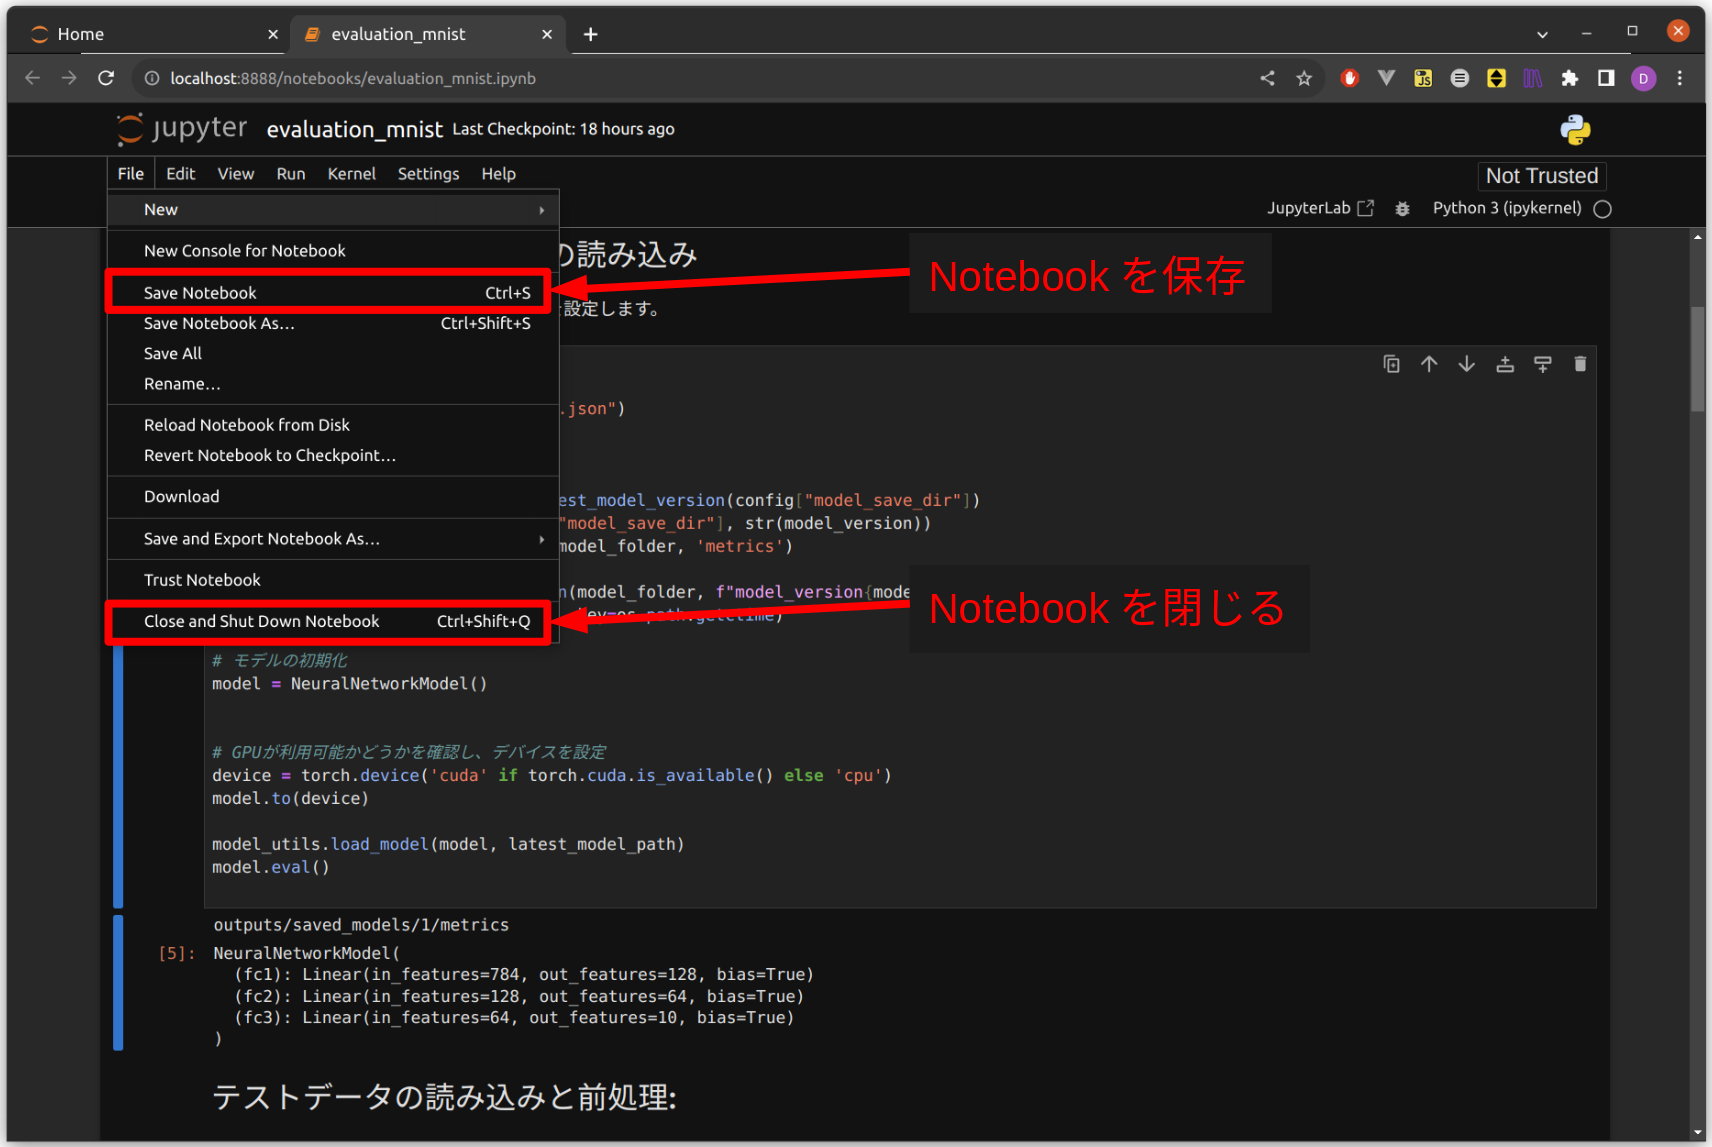 Home
evaluation_mnist
localhost:8888/notebooks/evaluation_mnist.ipynb
JS
D
jupyter evaluation_mnist Last Checkpoint: 18 hours ago
File Edit View Run Kernel Settings Help
Not Trusted
JupyterLab
Python 3 (ipykernel)
New
New Console for Notebook
Save Notebook Ctrl+S
Save Notebook As… Ctrl+Shift+S
Save All
Rename…
Reload Notebook from Disk
Revert Notebook to Checkpoint…
Download
Save and Export Notebook As…
Trust Notebook
Close and Shut Down Notebook Ctrl+Shift+Q
の読み込み
Notebook を保存
設定します。
.json")
est_model_version(config["model_save_dir"])
"model_save_dir"], str(model_version))
model_folder, 'metrics')
n(model_folder, f"model_version{mode
Notebook を閉じる
# モデルの初期化
model = NeuralNetworkModel()
# GPUが利用可能かどうかを確認し、デバイスを設定
device = torch.device('cuda' if torch.cuda.is_available() else 'cpu')
model.to(device)
model_utils.load_model(model, latest_model_path)
model.eval()
outputs/saved_models/1/metrics
[5]: NeuralNetworkModel(
(fc1): Linear(in_features=784, out_features=128, bias=True)
(fc2): Linear(in_features=128, out_features=64, bias=True)
(fc3): Linear(in_features=64, out_features=10, bias=True)
)
テストデータの読み込みと前処理: